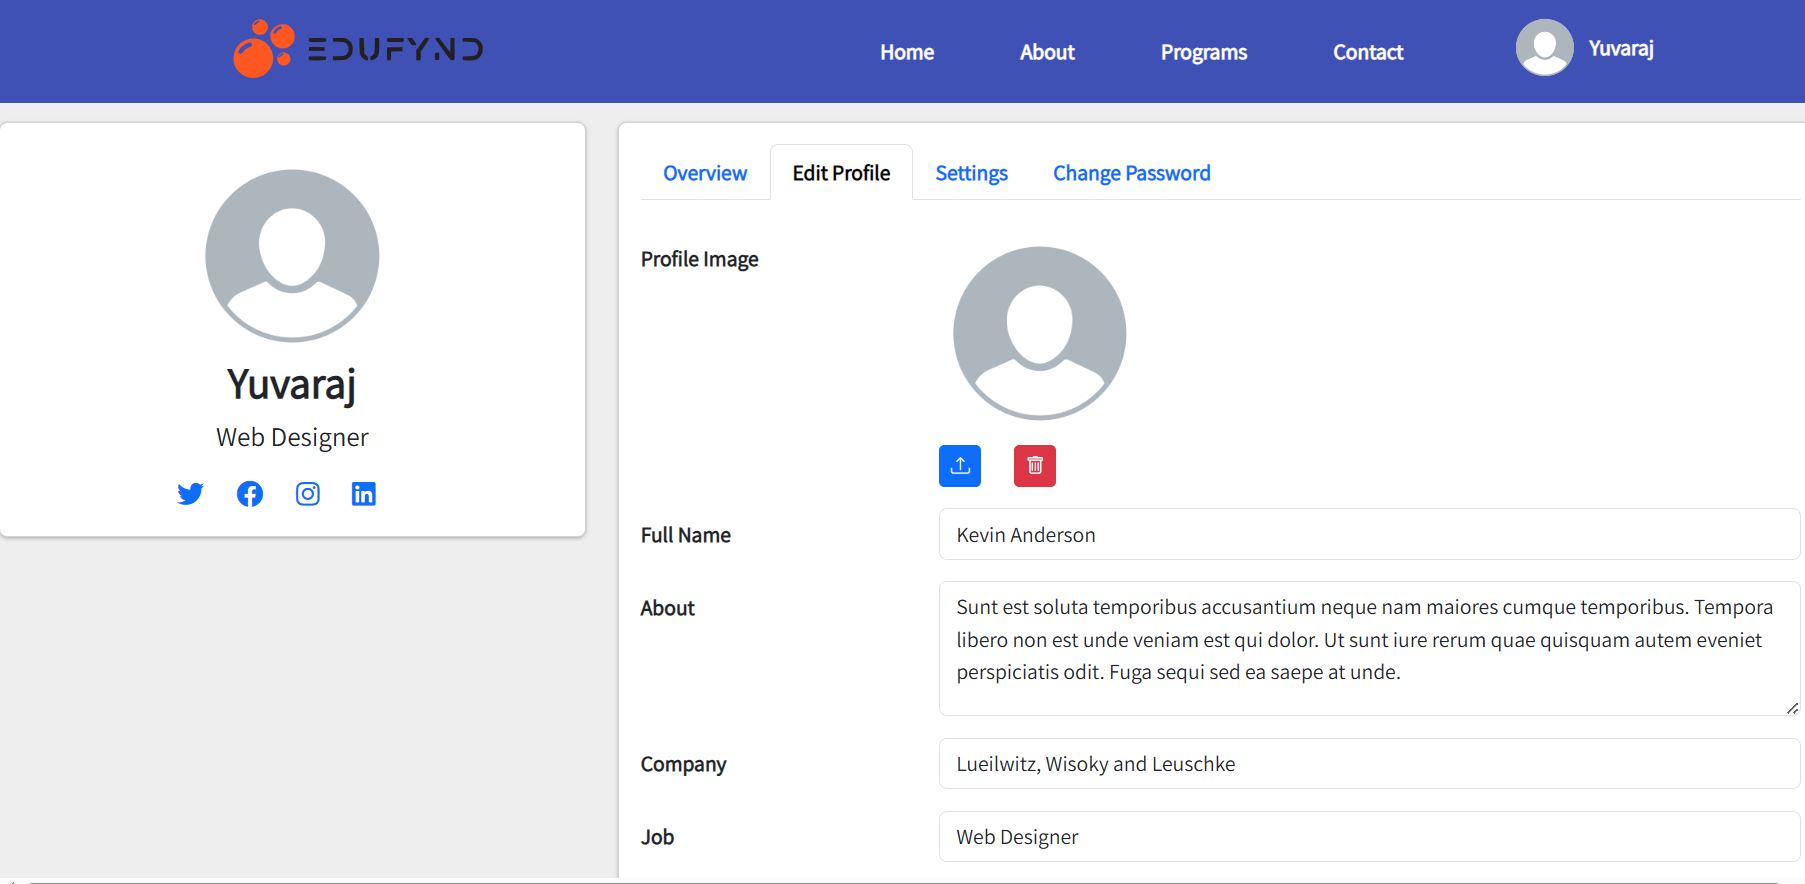 EDUFYND
Home About Programs Contact Yuvaraj
Yuvaraj
Web Designer
Overview Edit Profile Settings Change Password
Profile Image
Full Name Kevin Anderson
About Sunt est soluta temporibus accusantium neque nam maiores cumque temporibus. Tempora
libero non est unde veniam est qui dolor. Ut sunt iure rerum quae quisquam autem eveniet
perspiciatis odit. Fuga sequi sed ea saepe at unde.
Company Lueilwitz, Wisoky and Leuschke
Job Web Designer